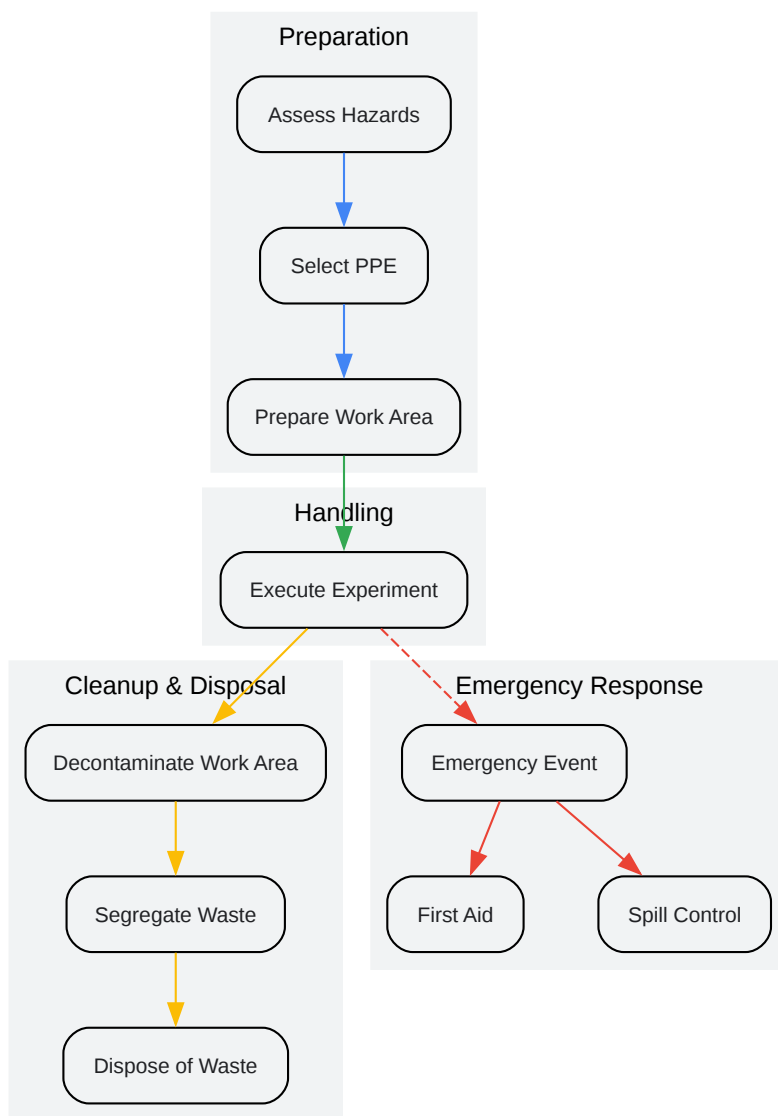 Preparation
Assess Hazards
Select PPE
Prepare Work Area
Handling
Execute Experiment
Cleanup & Disposal
Decontaminate Work Area
Segregate Waste
Dispose of Waste
Emergency Response
Emergency Event
First Aid
Spill Control